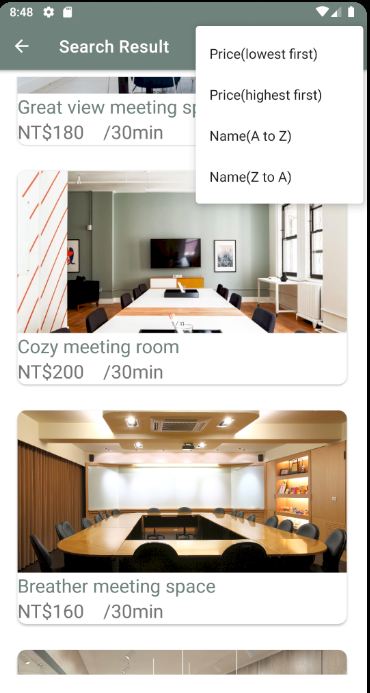 8:48
Search Result
Price(lowest first)
Price(highest first)
Name(A to Z)
Name(Z to A)
Great view meeting
NT$180 /30min
Cozy meeting room
NT$200 /30min
Breather meeting space
NT$160 /30min